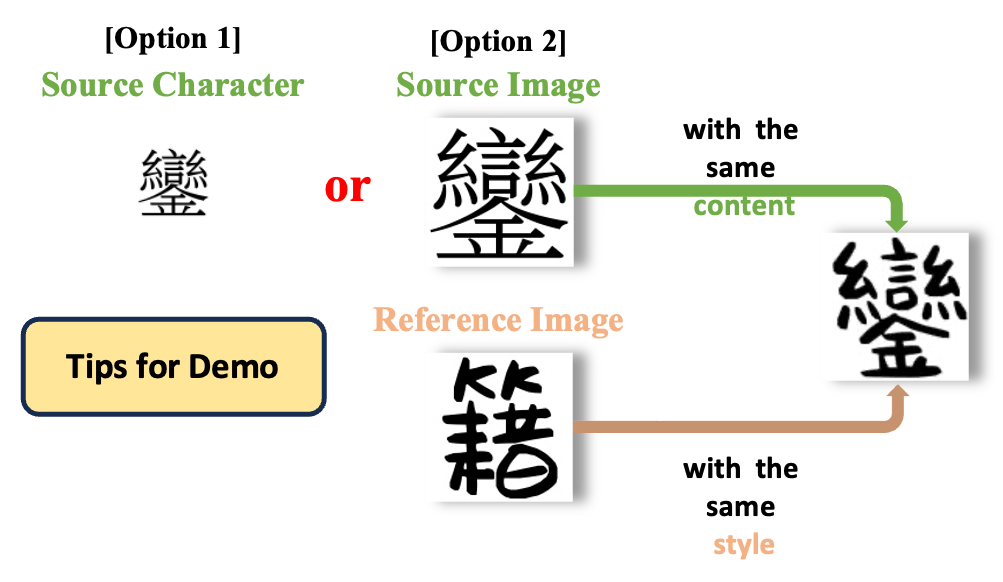 [Option 1]
Source Character
鑾
or
[Option 2]
Source Image
鑾
with the
same
content
鑾
Tips for Demo
Reference Image
籍
with the
same
style